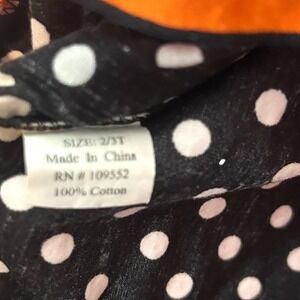 SIZE: 2/3T
Made In China
RN # 109552
100% Cotton